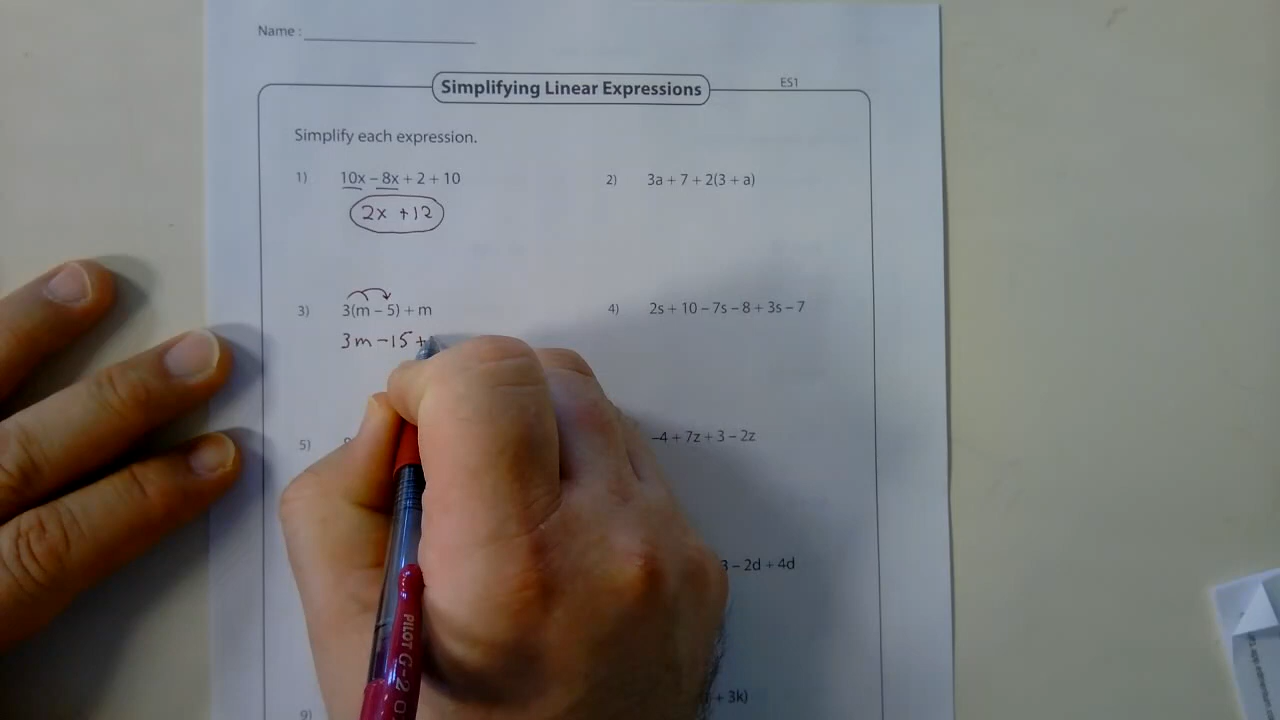 Name :
Simplifying Linear Expressions
ES1
Simplify each expression.
1) 10x – 8x + 2 + 10
2x + 12
2) 3a + 7 + 2(3 + a)
3) 3(m – 5) + m
3m – 15 +
4) 2s + 10 – 7s – 8 + 3s – 7
5)
–4 + 7z + 3 – 2z
3 – 2d + 4d
+ 3k)
9)
PILOT G-2